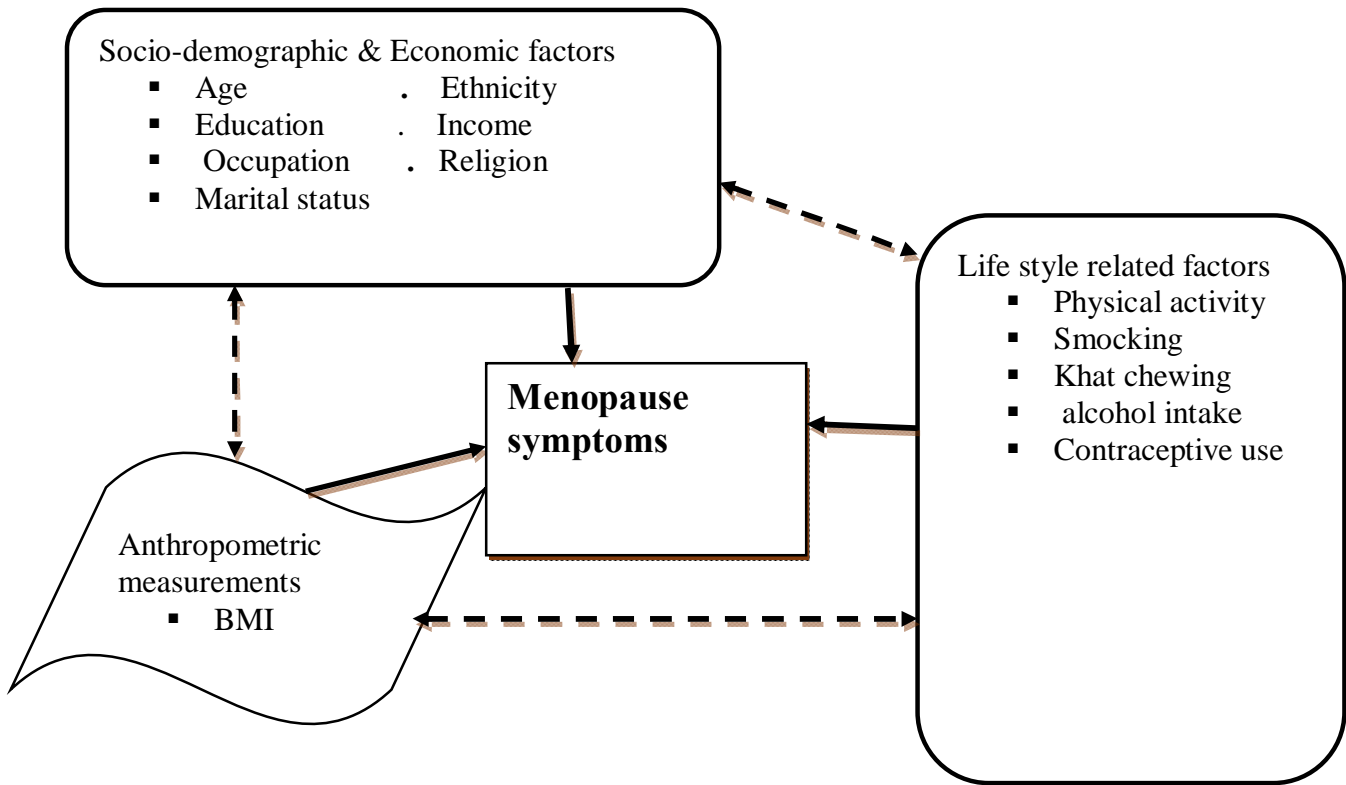 Socio-demographic & Economic factors
▪ Age . Ethnicity
▪ Education . Income
▪ Occupation . Religion
▪ Marital status
Life style related factors
▪ Physical activity
▪ Smocking
▪ Khat chewing
▪ alcohol intake
▪ Contraceptive use
Menopause
symptoms
Anthropometric
measurements
▪ BMI